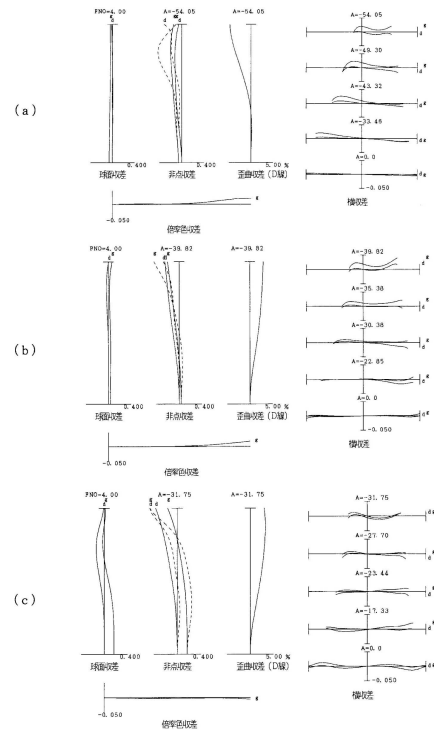 (a)
FNO=4.00
A=-54.05
A=-54.05
g
d
d
g
g
0.400
0.400
5.00 %
球面収差
非点収差
歪曲収差 (D線)
g
-0.050
倍率色収差
A=-54.05
g
d
A=-49.30
g
d
A=-43.32
g
d
A=-33.46
d g
A=0.0
d g
-0.050
横収差
(b)
FNO=4.00
A=-39.82
A=-39.82
g
d
g
g
0.400
0.400
5.00 %
球面収差
非点収差
歪曲収差 (D線)
g
-0.050
倍率色収差
A=-39.82
g
d
A=-35.38
g
d
A=-30.38
g
d
A=-22.85
g
d
A=0.0
d g
-0.050
横収差
(c)
FNO=4.00
A=-31.75
A=-31.75
g
d
g
d
d
g
0.400
0.400
5.00 %
球面収差
非点収差
歪曲収差 (D線)
g
-0.050
倍率色収差
A=-31.75
d g
A=-27.70
d
A=-23.44
d
A=-17.33
d
A=0.0
d g
-0.050
横収差